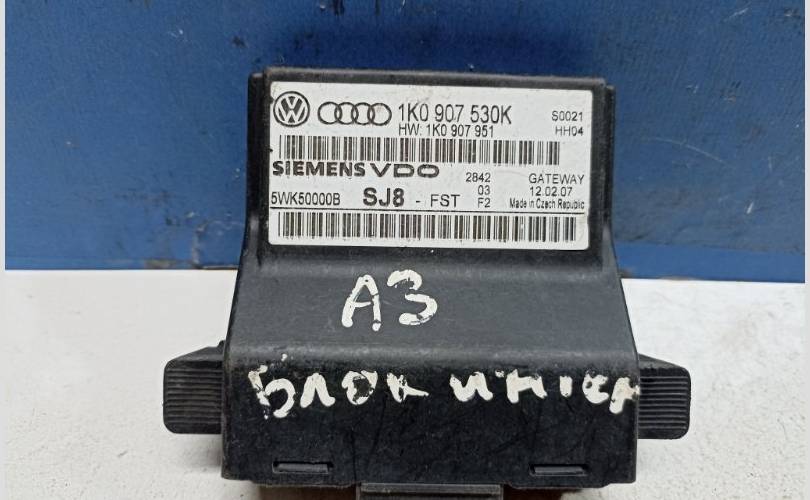 1K0 907 530K S0021
HW: 1K0 907 951 HH04
SIEMENS VDO 2842 GATEWAY
03 12.02.07
5WK50000B SJ8 - FST F2 Made in Czech Republic
A3
Блок